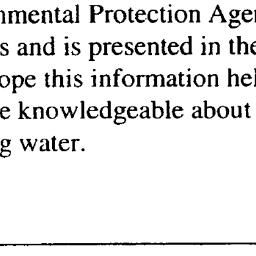 nmental Protection Agen
s and is presented in the
ope this information hel
e knowledgeable about
g water.